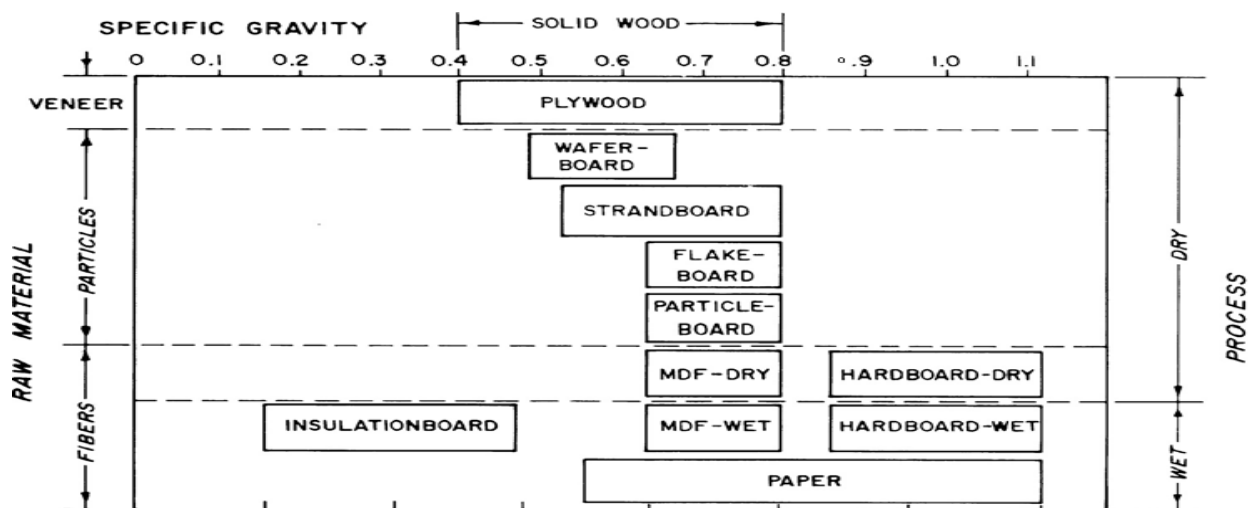 SPECIFIC GRAVITY
SOLID WOOD
0 0.1 0.2 0.3 0.4 0.5 0.6 0.7 0.8 0.9 1.0 1.1
VENEER
PLYWOOD
WAFER-
BOARD
STRANDBOARD
FLAKE-
BOARD
PARTICLE-
BOARD
MDF-DRY
HARDBOARD-DRY
INSULATIONBOARD
MDF-WET
HARDBOARD-WET
PAPER
RAW MATERIAL
PARTICLES
FIBERS
DRY
WET
PROCESS